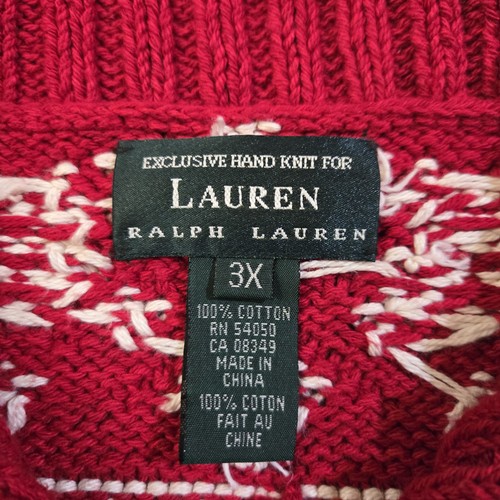 EXCLUSIVE HAND KNIT FOR
LAUREN
RALPH LAUREN
3X
100% COTTON
RN 54050
CA 08349
MADE IN
CHINA
100% COTON
FAIT AU
CHINE